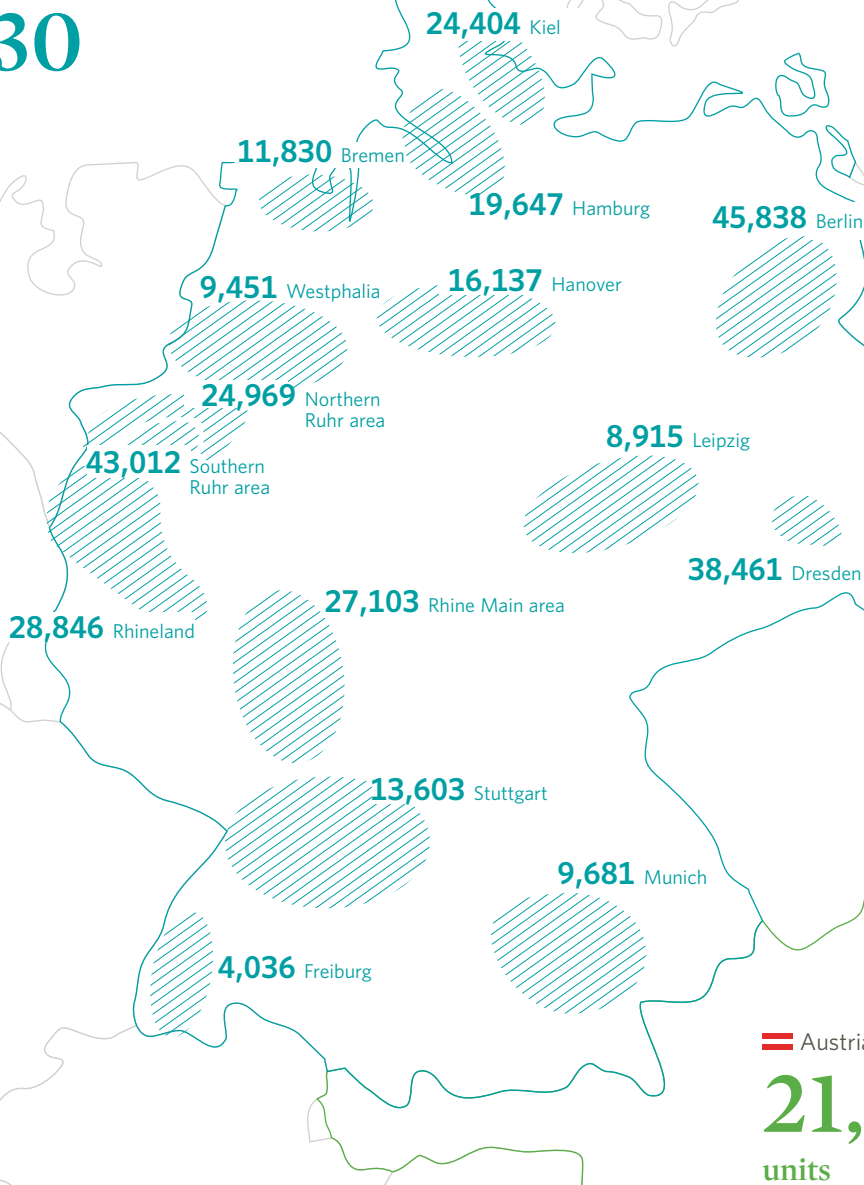 30
24,404 Kiel
11,830 Bremen
19,647 Hamburg
45,838 Berlin
9,451 Westphalia
16,137 Hanover
24,969 Northern
Ruhr area
8,915 Leipzig
43,012 Southern
Ruhr area
38,461 Dresden
27,103 Rhine Main area
28,846 Rhineland
13,603 Stuttgart
9,681 Munich
4,036 Freiburg
Austria
21,
units